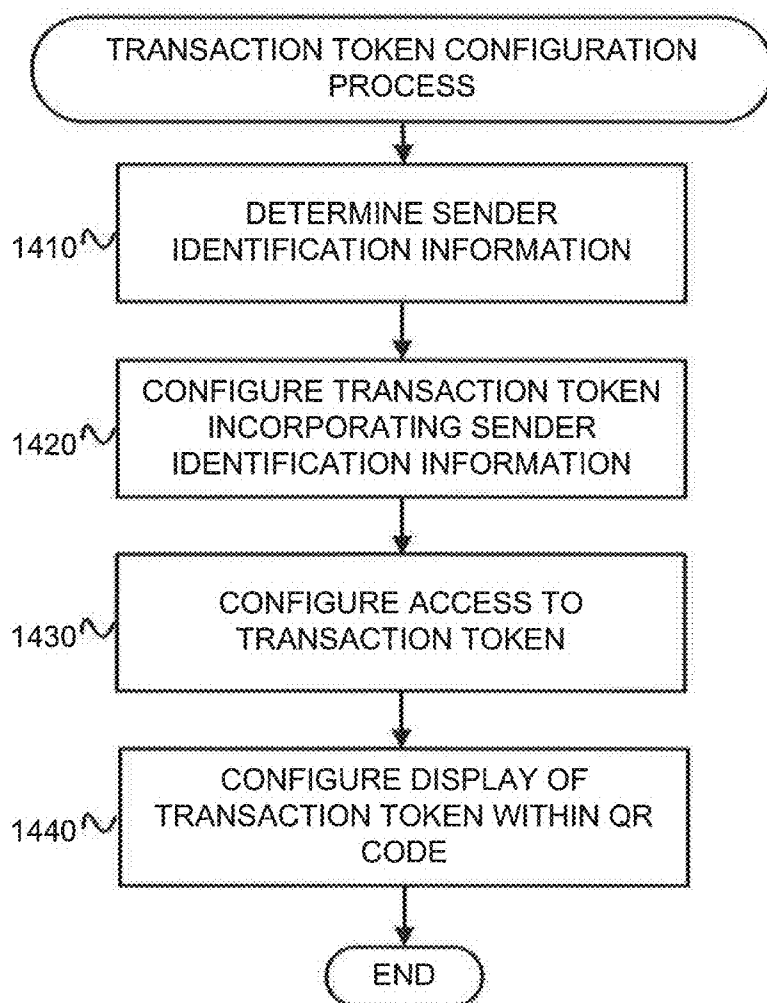 TRANSACTION TOKEN CONFIGURATION
PROCESS
1410
DETERMINE SENDER
IDENTIFICATION INFORMATION
1420
CONFIGURE TRANSACTION TOKEN
INCORPORATING SENDER
IDENTIFICATION INFORMATION
1430
CONFIGURE ACCESS TO
TRANSACTION TOKEN
1440
CONFIGURE DISPLAY OF
TRANSACTION TOKEN WITHIN QR
CODE
END